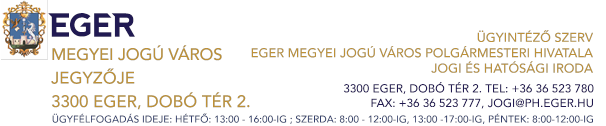 EGER
MEGYEI JOGÚ VÁROS
JEGYZŐJE
3300 EGER, DOBÓ TÉR 2.
ÜGYINTÉZŐ SZERV
EGER MEGYEI JOGÚ VÁROS POLGÁRMESTERI HIVATALA
JOGI ÉS HATÓSÁGI IRODA
3300 EGER, DOBÓ TÉR 2. TEL: +36 36 523 780
FAX: +36 36 523 777, JOGI@PH.EGER.HU
ÜGYFÉLFOGADÁS IDEJE: HÉTFŐ: 13:00 - 16:00-IG ; SZERDA: 8:00 - 12:00-IG, 13:00 -17:00-IG, PÉNTEK: 8:00-12:00-IG